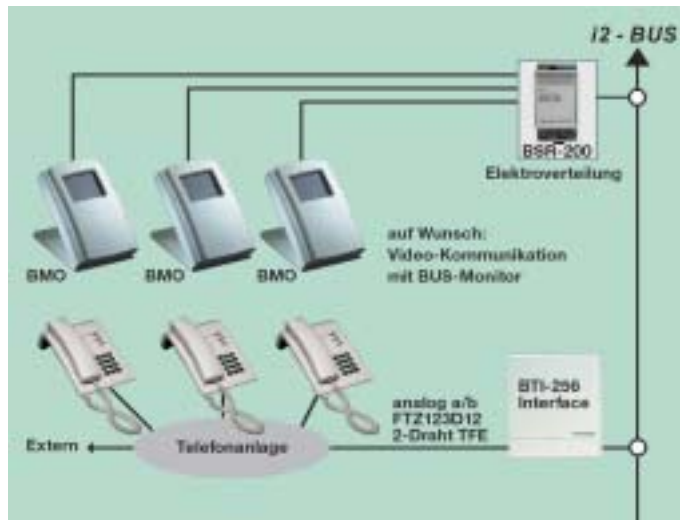 i2 - BUS
BSR-200
Elektroverteilung
auf Wunsch:
Video-Kommunikation
mit BUS-Monitor
BMO
BMO
BMO
analog a/b
FTZ123D12
2-Draht TFE
BTI-256
Interface
Extern
Telefonanlage